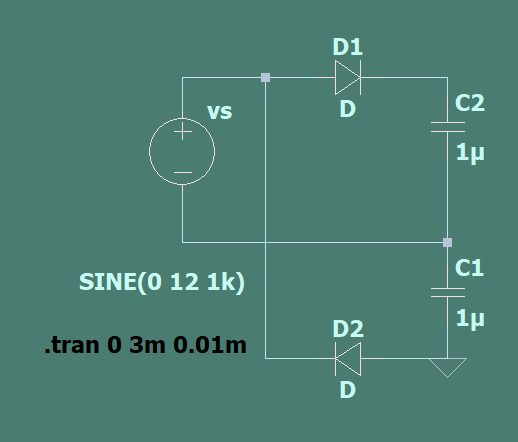 D1
D
vs
C2
1µ
SINE(0 12 1k)
C1
1µ
.tran 0 3m 0.01m
D2
D